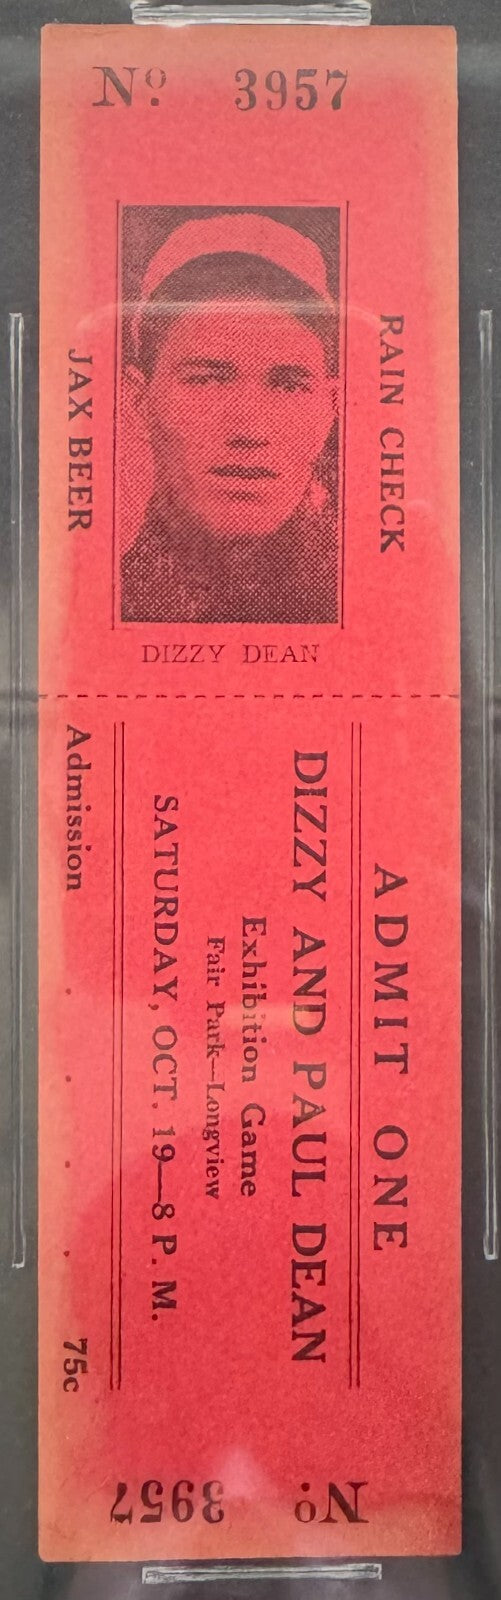 Nº. 3957
RAIN CHECK
JAX BEER
DIZZY DEAN
ADMIT ONE
DIZZY AND PAUL DEAN
Exhibition Game
Fair Park—Longview
SATURDAY, OCT. 19—8 P. M.
Admission . . . . 75c
Nº. 3957